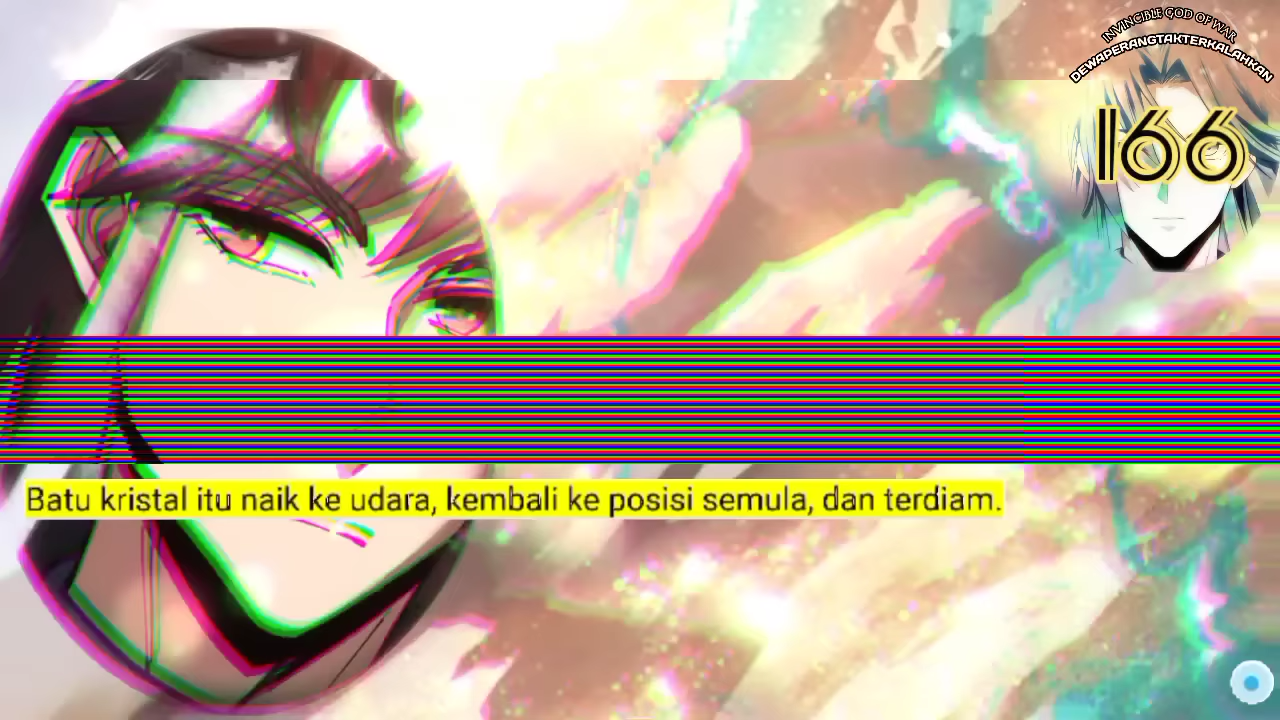 INVINCIBLE GOD OF WAR
DEWAPERANGTAKTERKALAHKAN
166
Batu kristal itu naik ke udara, kembali ke posisi semula, dan terdiam.